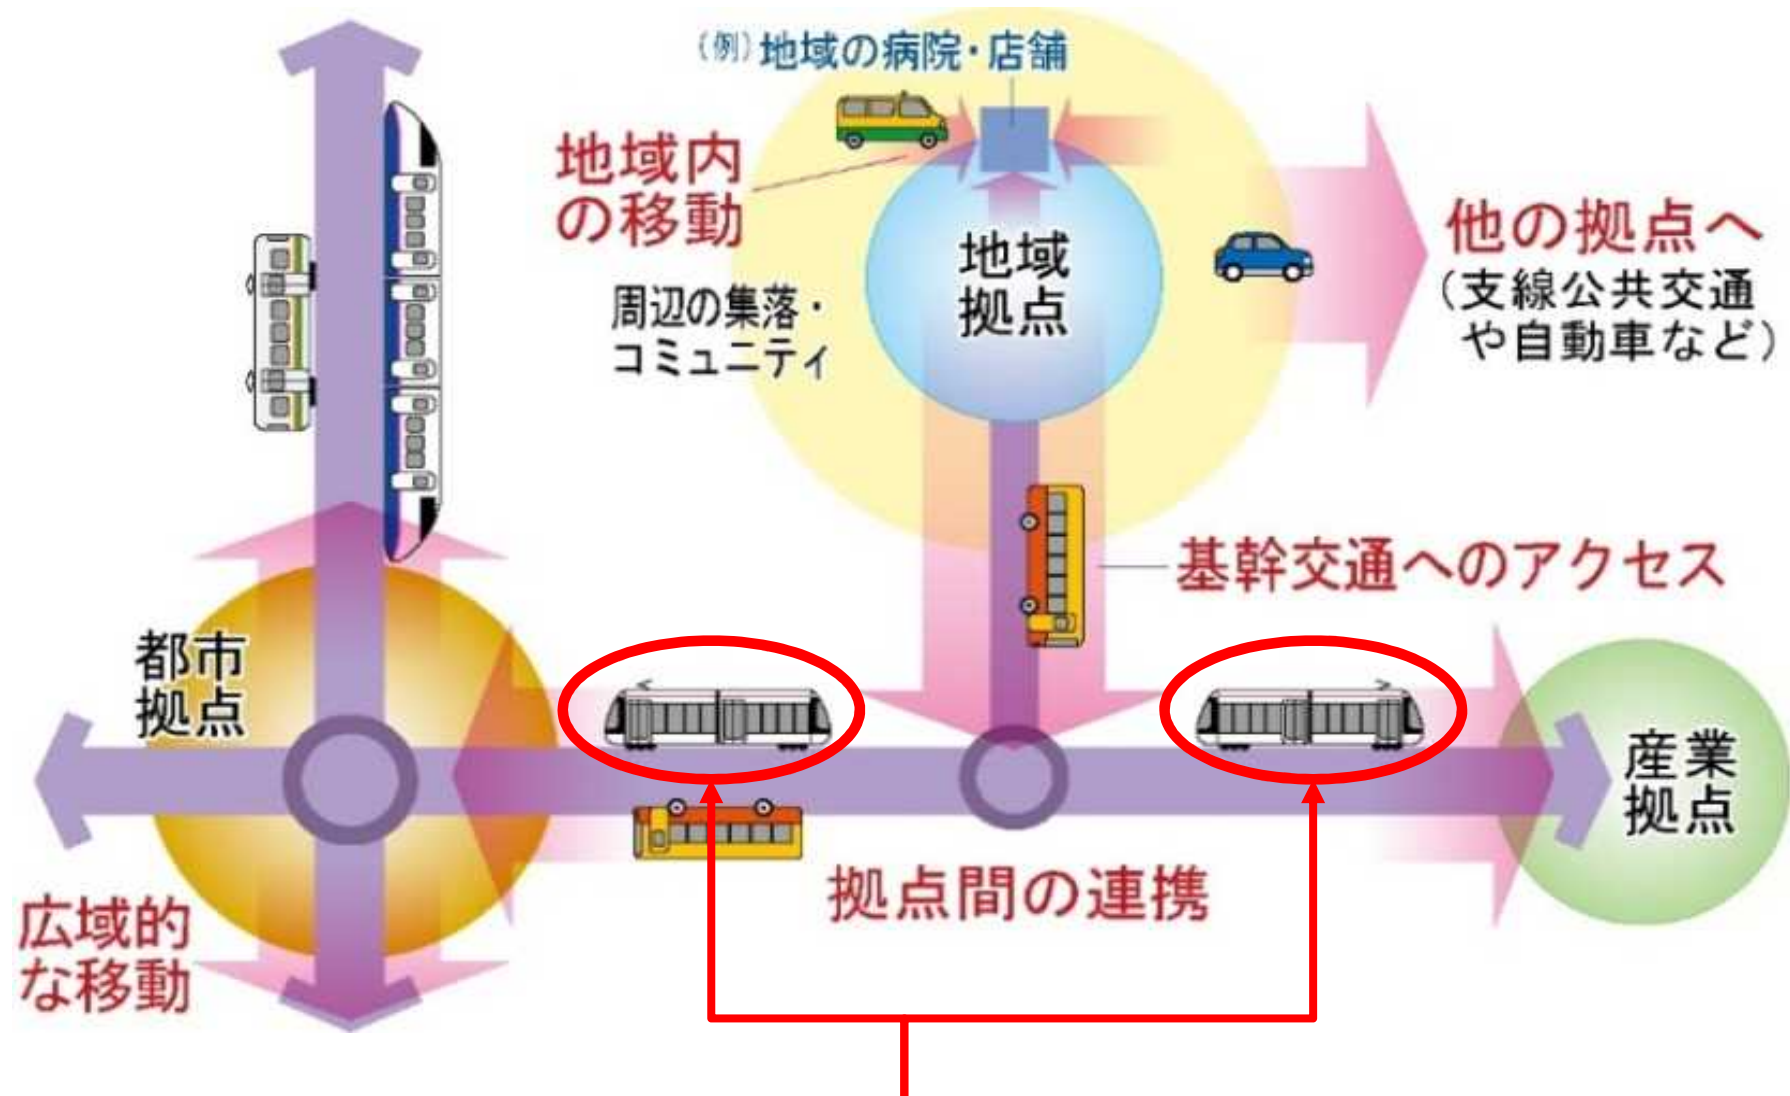 (例)地域の病院・店舗
地域内
の移動
地域
拠点
周辺の集落・
コミュニティ
他の拠点へ
(支線公共交通
や自動車など)
基幹交通へのアクセス
都市
拠点
産業
拠点
拠点間の連携
広域的
な移動